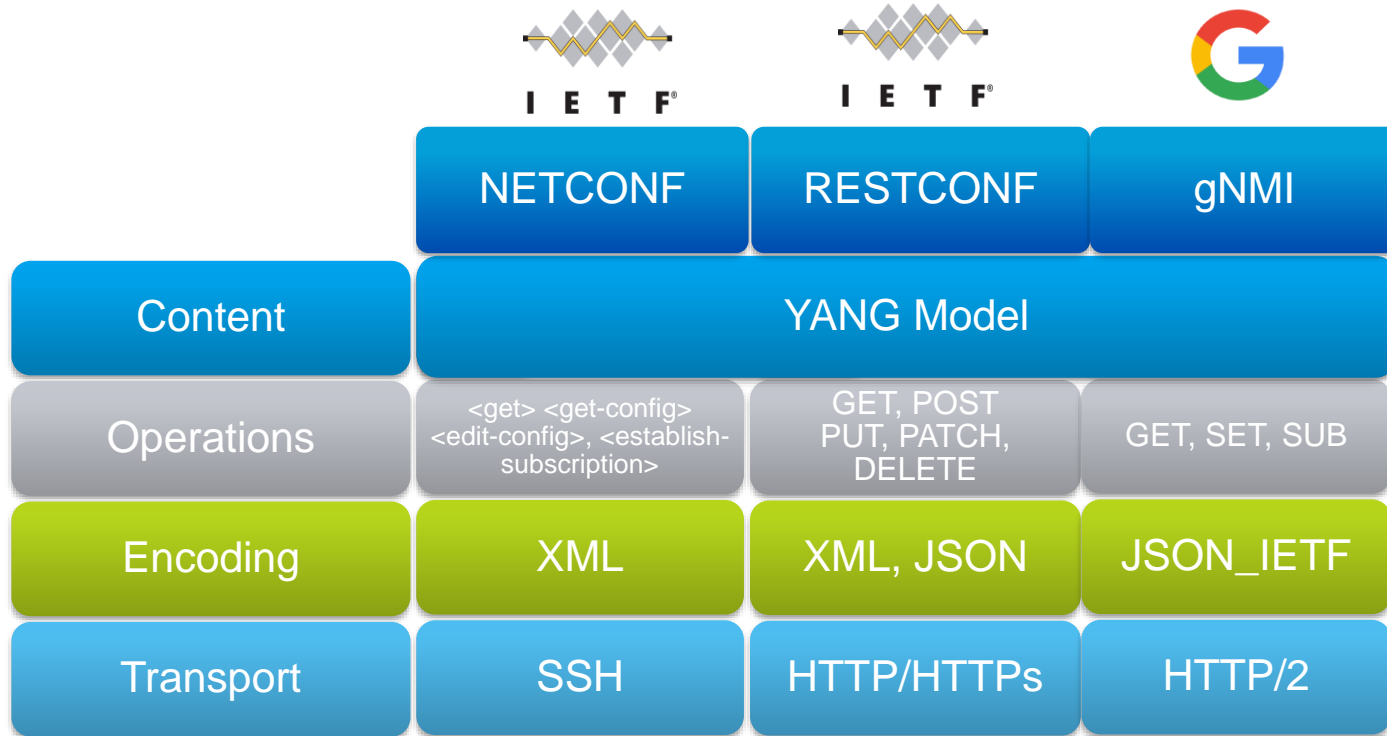 I E T F®
I E T F®
G
NETCONF
RESTCONF
gNMI
Content
YANG Model
Operations
<get> <get-config>
<edit-config>, <establish-
subscription>
GET, POST
PUT, PATCH,
DELETE
GET, SET, SUB
Encoding
XML
XML, JSON
JSON_IETF
Transport
SSH
HTTP/HTTPs
HTTP/2